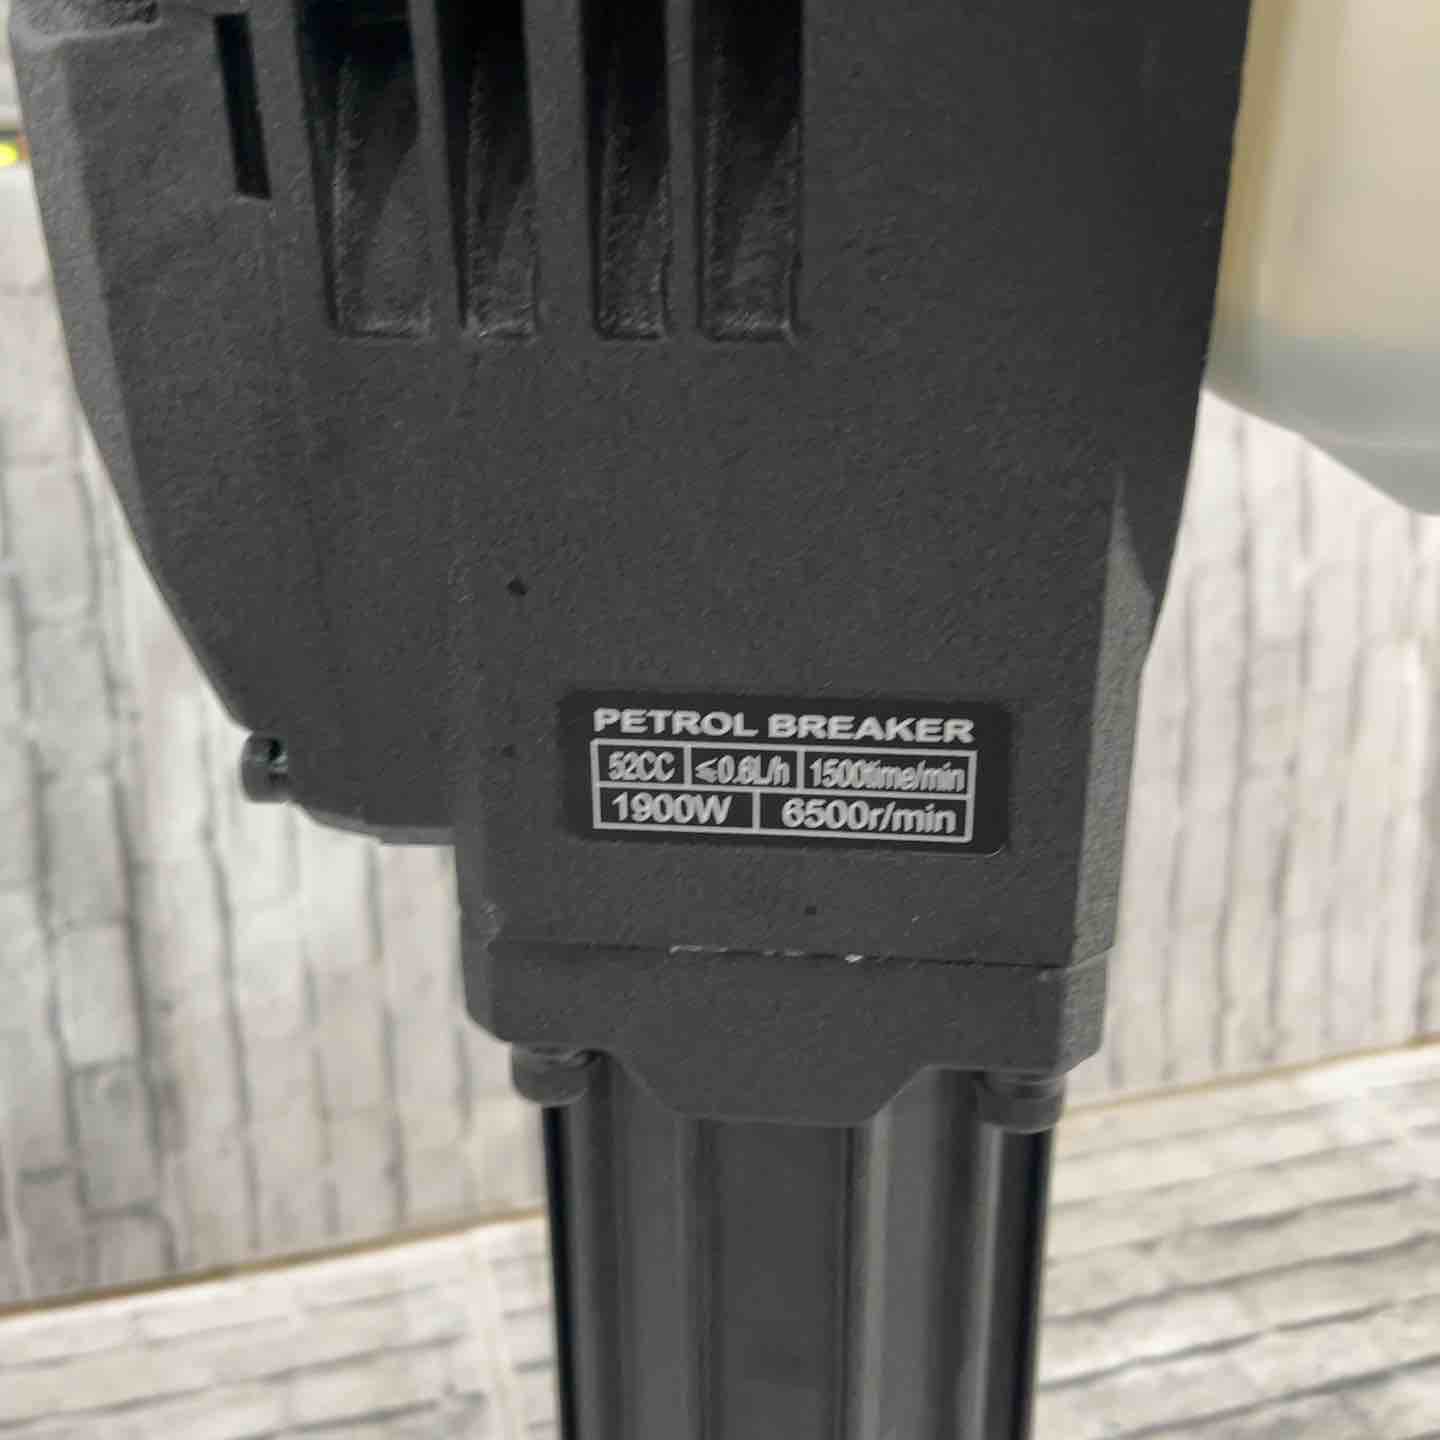 PETROL BREAKER
52CC ≤0.6L/h 1500time/min
1900W 6500r/min